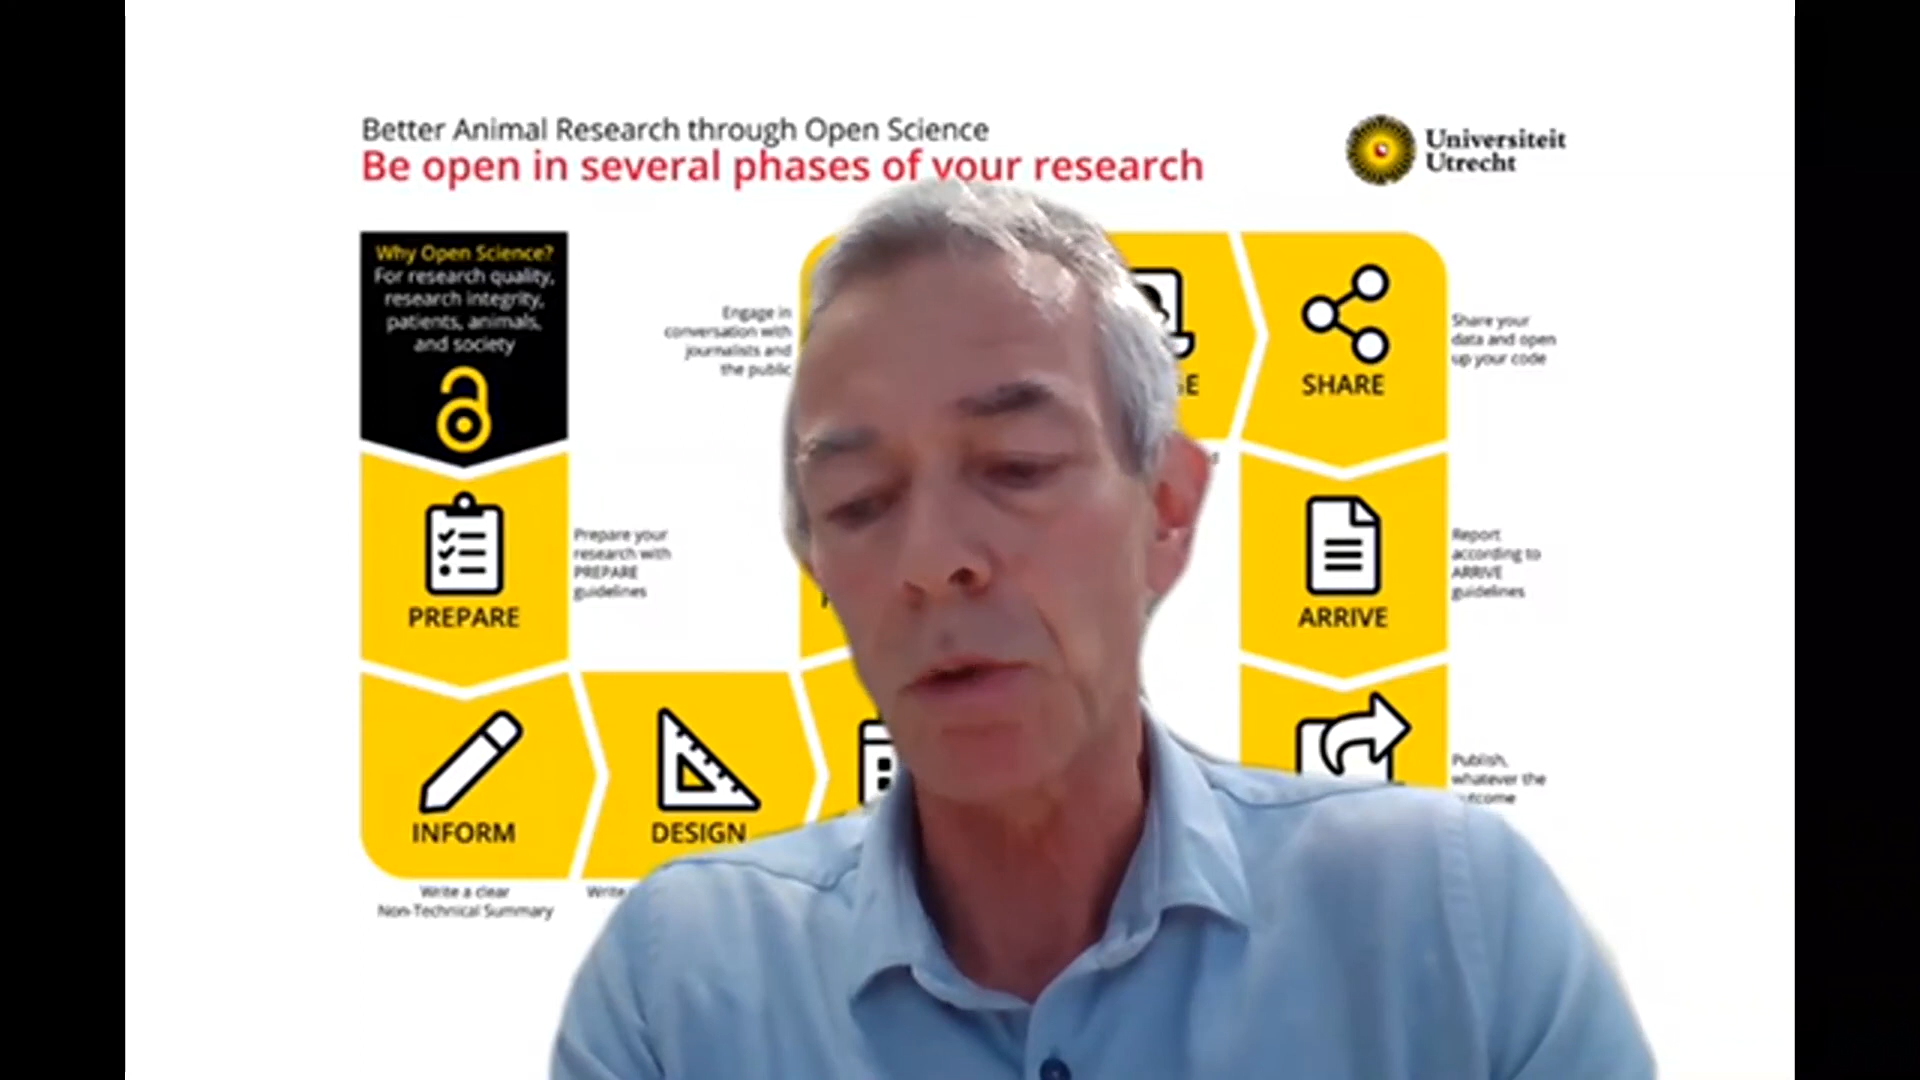 Better Animal Research through Open Science
Be open in several phases of your research
Universiteit
Utrecht
Why Open Science?
For research quality,
research integrity,
patients, animals,
and society
Engage in
conversation with
journalists and
the public
SHARE
Share your
data and open
up your code
PREPARE
Prepare your
research with
PREPARE
guidelines
ARRIVE
Report
according to
ARRIVE
guidelines
INFORM
Write a clear
Non-Technical Summary
DESIGN
Write
Publish,
whatever the